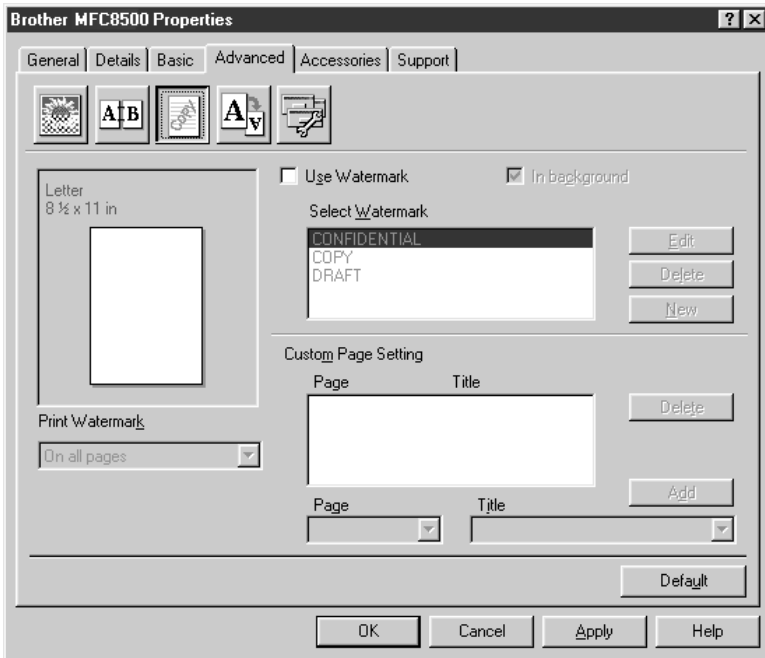 Brother MFC8500 Properties
General Details Basic Advanced Accessories Support
A B COPY A A
Letter
8 ½ x 11 in
Use Watermark In background
Select Watermark
CONFIDENTIAL
COPY
DRAFT
Edit
Delete
New
Custom Page Setting
Page Title
Delete
Print Watermark
On all pages
Add
Page Title
Default
OK Cancel Apply Help